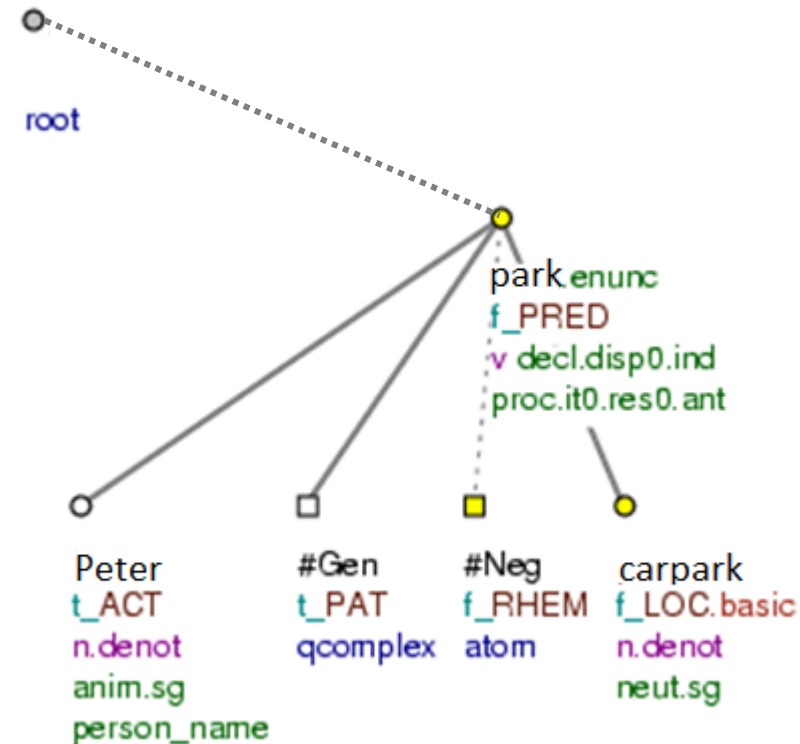 root
park.enunc
f_PRED
v decl.disp0.ind
proc.it0.res0.ant
Peter
t_ACT
n.denot
anim.sg
person_name
#Gen
t_PAT
qcomplex
#Neg
f_RHEM
atom
carpark
f_LOC.basic
n.denot
neut.sg